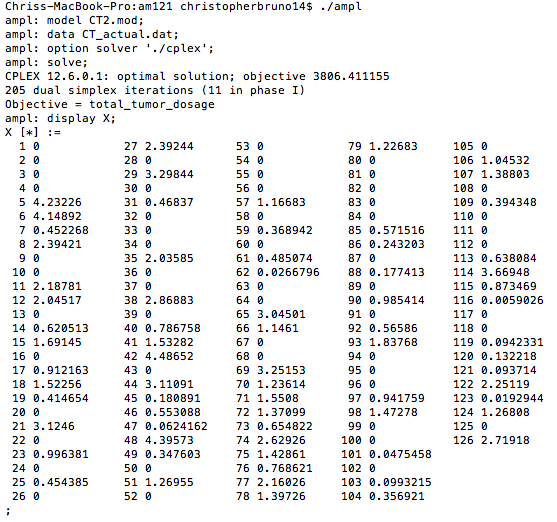 Chriss-MacBook-Pro:am121 christopherbruno14$ ./ampl
ampl: model CT2.mod;
ampl: data CT_actual.dat;
ampl: option solver './cplex';
ampl: solve;
CPLEX 12.6.0.1: optimal solution; objective 3806.411155
205 dual simplex iterations (11 in phase I)
Objective = total_tumor_dosage
ampl: display X;
X [*] :=
1 0 27 2.39244 53 0 79 1.22683 105 0
2 0 28 0 54 0 80 0 106 1.04532
3 0 29 3.29844 55 0 81 0 107 1.38803
4 0 30 0 56 0 82 0 108 0
5 4.23226 31 0.46837 57 1.16683 83 0 109 0.394348
6 4.14892 32 0 58 0 84 0 110 0
7 0.452268 33 0 59 0.368942 85 0.571516 111 0
8 2.39421 34 0 60 0 86 0.243203 112 0
9 0 35 2.03585 61 0.485074 87 0 113 0.638084
10 0 36 0 62 0.0266796 88 0.177413 114 3.66948
11 2.18781 37 0 63 0 89 0 115 0.873469
12 2.04517 38 2.86883 64 0 90 0.985414 116 0.0059026
13 0 39 0 65 3.04501 91 0 117 0
14 0.620513 40 0.786758 66 1.1461 92 0.56586 118 0
15 1.69145 41 1.53282 67 0 93 1.83768 119 0.0942331
16 0 42 4.48652 68 0 94 0 120 0.132218
17 0.912163 43 0 69 3.25153 95 0 121 0.093714
18 1.52256 44 3.11091 70 1.23614 96 0 122 2.25119
19 0.414654 45 0.180891 71 1.5508 97 0.941759 123 0.0192944
20 0 46 0.553088 72 1.37099 98 1.47278 124 1.26808
21 3.1246 47 0.0624162 73 0.654822 99 0 125 0
22 0 48 4.39573 74 2.62926 100 0 126 2.71918
23 0.996381 49 0.347603 75 1.42861 101 0.0475458
24 0 50 0 76 0.768621 102 0
25 0.454385 51 1.26955 77 2.16026 103 0.0993215
26 0 52 0 78 1.39726 104 0.356921
;